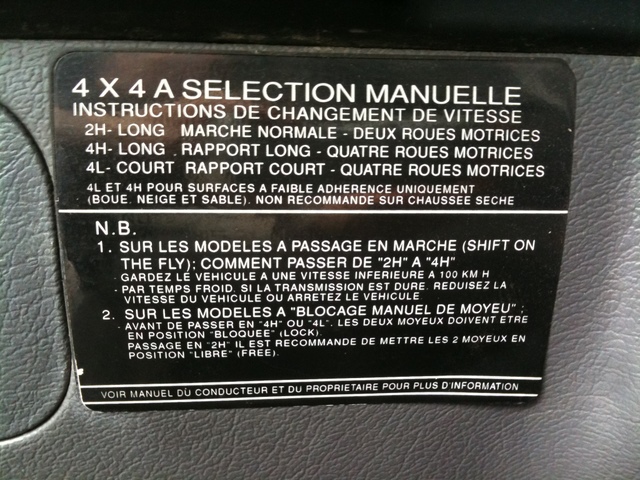 4 X 4 A SELECTION MANUELLE
INSTRUCTIONS DE CHANGEMENT DE VITESSE
2H- LONG MARCHE NORMALE - DEUX ROUES MOTRICES
4H- LONG RAPPORT LONG - QUATRE ROUES MOTRICES
4L- COURT RAPPORT COURT - QUATRE ROUES MOTRICES
4L ET 4H POUR SURFACES A FAIBLE ADHERENCE UNIQUEMENT
(BOUE, NEIGE ET SABLE). NON RECOMMANDE SUR CHAUSSEE SECHE
N.B.
1. SUR LES MODELES A PASSAGE EN MARCHE (SHIFT ON
THE FLY); COMMENT PASSER DE "2H" A "4H"
- GARDEZ LE VEHICULE A UNE VITESSE INFERIEURE A 100 KM H
- PAR TEMPS FROID. SI LA TRANSMISSION EST DURE. REDUISEZ LA
VITESSE DU VEHICULE OU ARRETEZ LE VEHICULE
2. SUR LES MODELES A "BLOCAGE MANUEL DE MOYEU" ;
- AVANT DE PASSER EN "4H" OU "4L". LES DEUX MOYEUX DOIVENT ETRE
EN POSITION "BLOQUEE" (LOCK).
PASSAGE EN "2H" IL EST RECOMMANDE DE METTRE LES 2 MOYEUX EN
POSITION "LIBRE" (FREE).
VOIR MANUEL DU CONDUCTEUR ET DU PROPRIETAIRE POUR PLUS D'INFORMATION